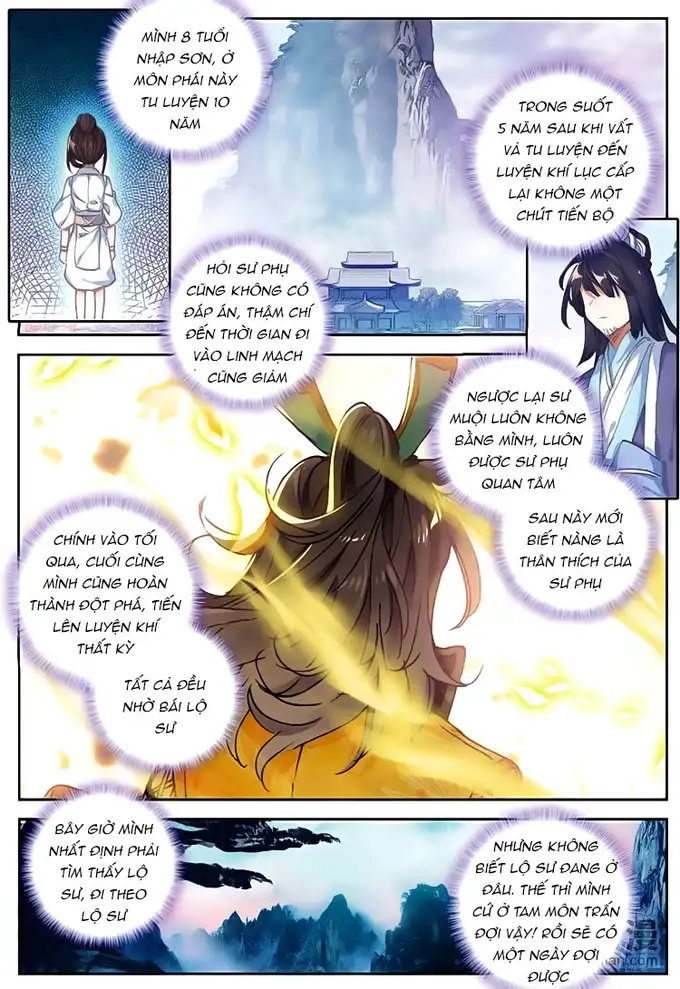 MÌNH 8 TUỔI
NHẬP SƠN, Ở
MÔN PHÁI NÀY
TU LUYỆN 10
NĂM
TRONG SUỐT
5 NĂM SAU KHI VẤT
VẢ TU LUYỆN ĐẾN
LUYỆN KHÍ LỤC CẤP
LẠI KHÔNG MỘT
CHÚT TIẾN BỘ
HỎI SƯ PHỤ
CŨNG KHÔNG CÓ
ĐÁP ÁN, THẬM CHÍ
ĐẾN THỜI GIAN ĐI
VÀO LINH MẠCH
CŨNG GIẢM
NGƯỢC LẠI SƯ
MUỘI LUÔN KHÔNG
BẰNG MÌNH, LUÔN
ĐƯỢC SƯ PHỤ
QUAN TÂM
SAU NÀY MỚI
BIẾT NÀNG LÀ
THÂN THÍCH CỦA
SƯ PHỤ
CHÍNH VÀO TỐI
QUA, CUỐI CÙNG
MÌNH CŨNG HOÀN
THÀNH ĐỘT PHÁ, TIẾN
LÊN LUYỆN KHÍ
THẤT KỲ
TẤT CẢ ĐỀU
NHỜ BÁI LỘ
SƯ
BÂY GIỜ MÌNH
NHẤT ĐỊNH PHẢI
TÌM THẤY LỘ
SƯ, ĐI THEO
LỘ SƯ
NHƯNG KHÔNG
BIẾT LỘ SƯ ĐANG Ở
ĐÂU. THẾ THÌ MÌNH
CỨ Ở TAM MÔN TRẤN
ĐỢI VẬY! RỒI SẼ CÓ
MỘT NGÀY ĐỢI
ĐƯỢC
漫
an.com